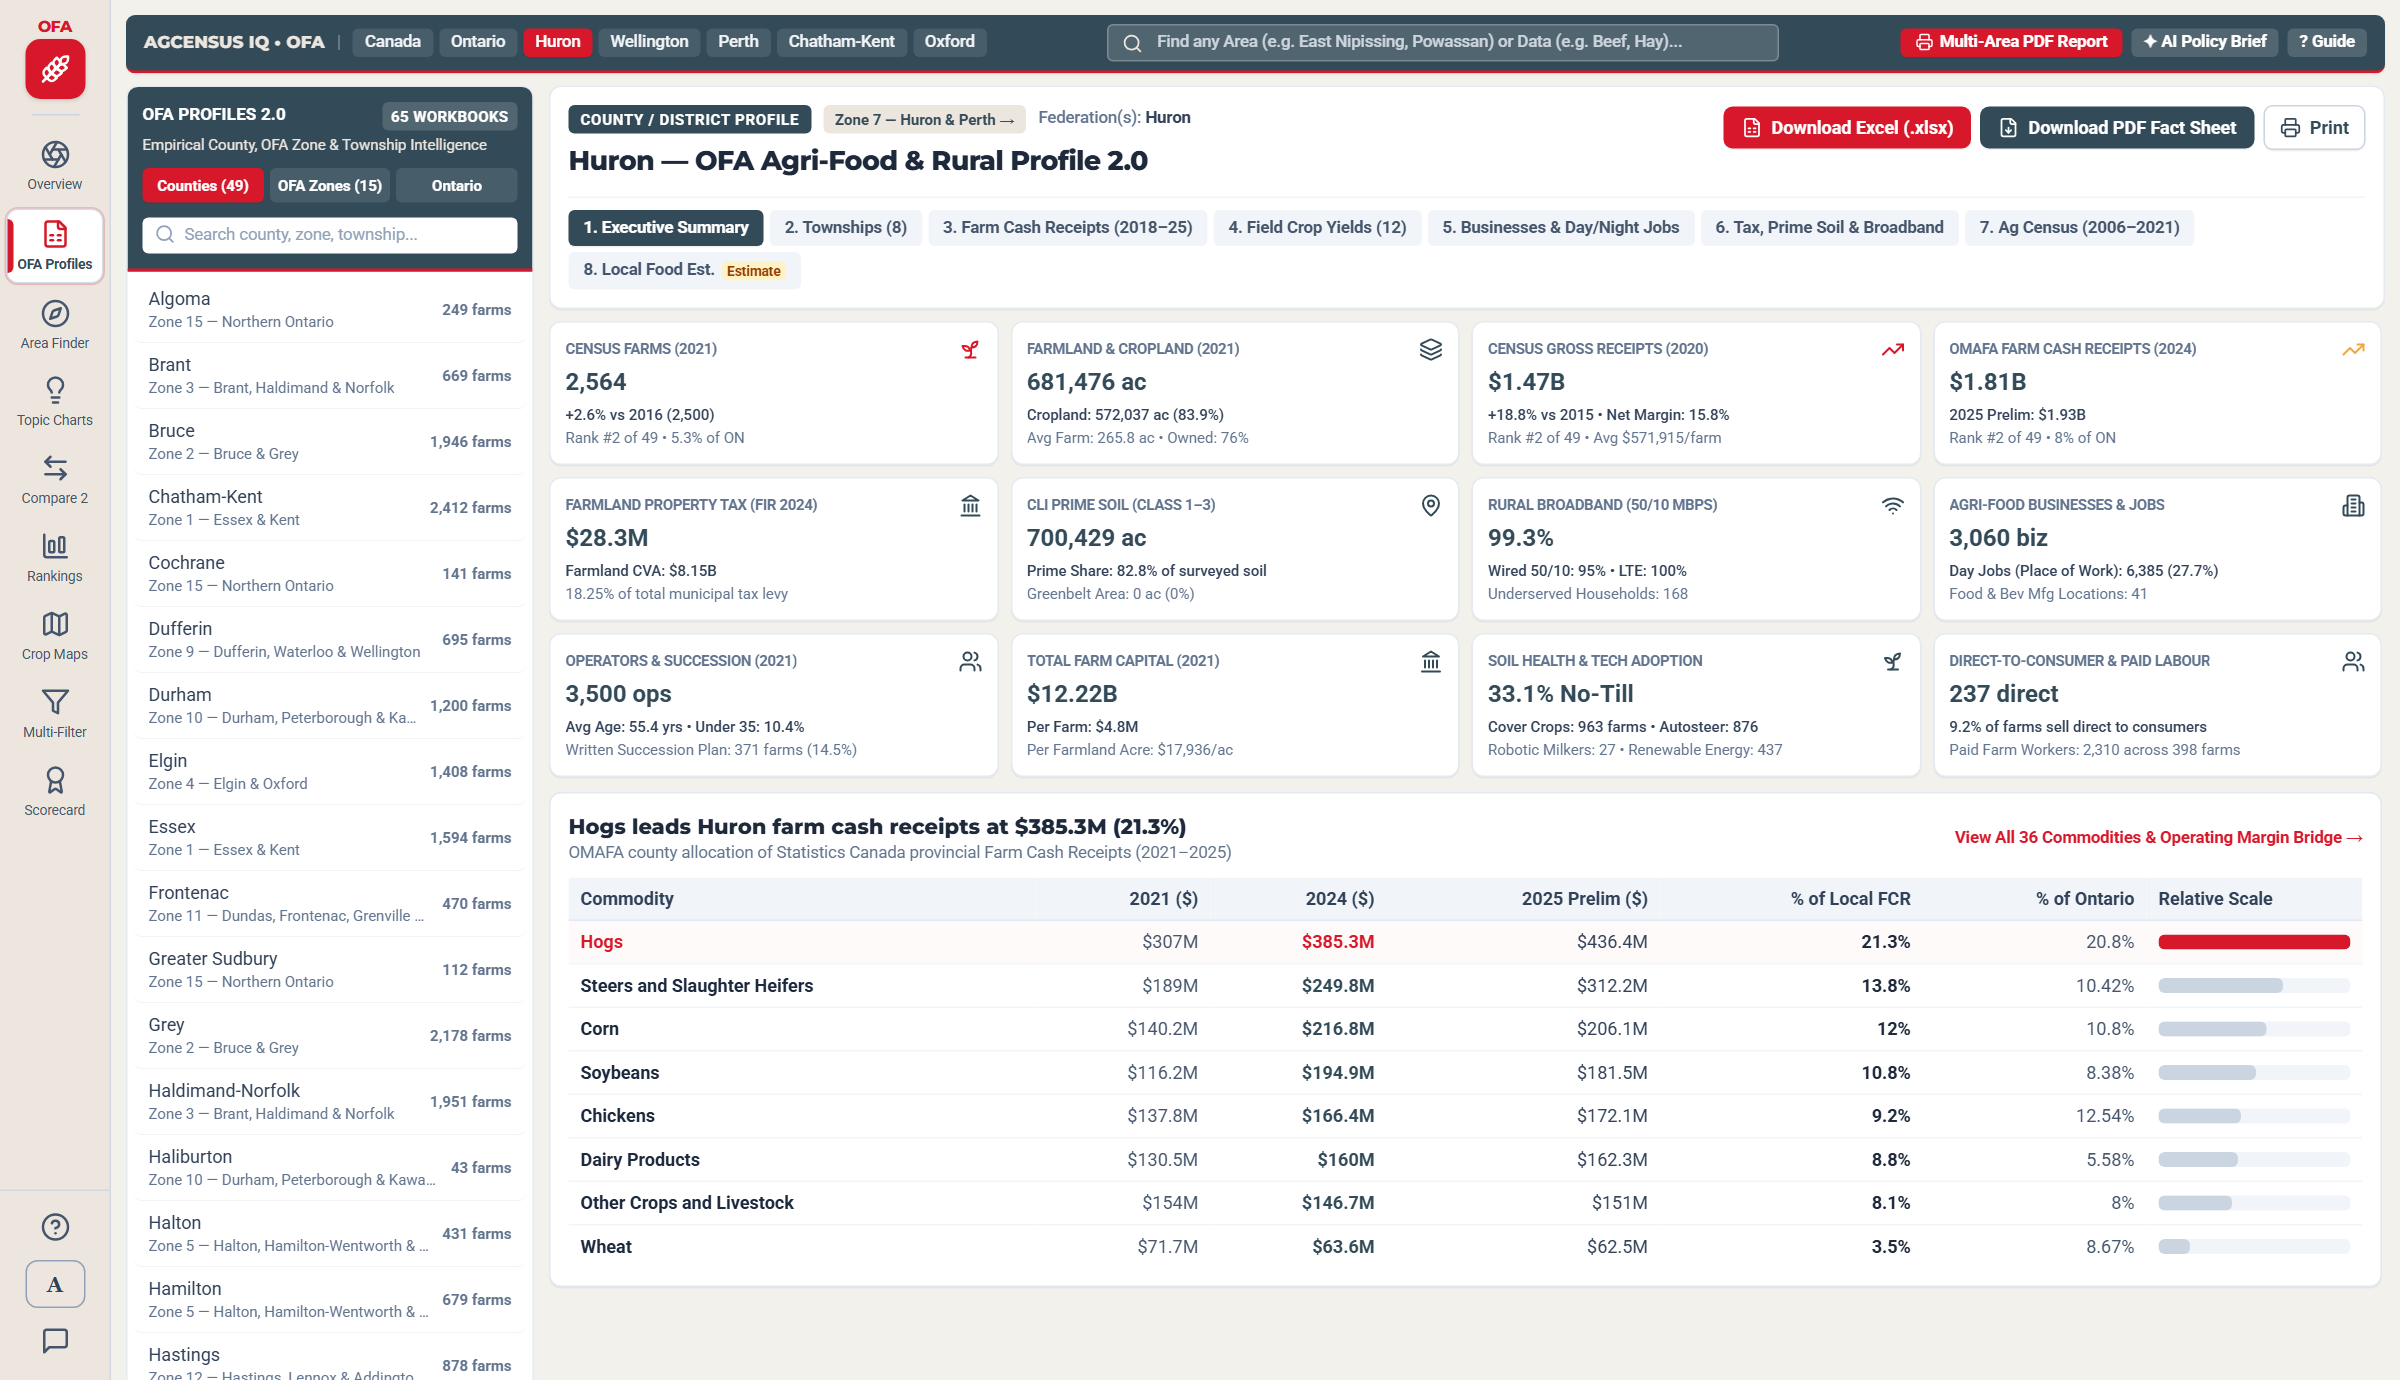 OFA
Overview
OFA Profiles
Area Finder
Topic Charts
Compare 2
Rankings
Crop Maps
Multi-Filter
Scorecard
A
AGCENSUS IQ • OFA | Canada Ontario Huron Wellington Perth Chatham-Kent Oxford
Find any Area (e.g. East Nipissing, Powassan) or Data (e.g. Beef, Hay)...
Multi-Area PDF Report ✦ AI Policy Brief ? Guide
OFA PROFILES 2.0 65 WORKBOOKS
Empirical County, OFA Zone & Township Intelligence
Counties (49) OFA Zones (15) Ontario
Search county, zone, township...
Algoma 249 farms
Zone 15 — Northern Ontario
Brant 669 farms
Zone 3 — Brant, Haldimand & Norfolk
Bruce 1,946 farms
Zone 2 — Bruce & Grey
Chatham-Kent 2,412 farms
Zone 1 — Essex & Kent
Cochrane 141 farms
Zone 15 — Northern Ontario
Dufferin 695 farms
Zone 9 — Dufferin, Waterloo & Wellington
Durham 1,200 farms
Zone 10 — Durham, Peterborough & Ka...
Elgin 1,408 farms
Zone 4 — Elgin & Oxford
Essex 1,594 farms
Zone 1 — Essex & Kent
Frontenac 470 farms
Zone 11 — Dundas, Frontenac, Grenville ...
Greater Sudbury 112 farms
Zone 15 — Northern Ontario
Grey 2,178 farms
Zone 2 — Bruce & Grey
Haldimand-Norfolk 1,951 farms
Zone 3 — Brant, Haldimand & Norfolk
Haliburton 43 farms
Zone 10 — Durham, Peterborough & Kawa...
Halton 431 farms
Zone 5 — Halton, Hamilton-Wentworth & ...
Hamilton 679 farms
Zone 5 — Halton, Hamilton-Wentworth & ...
Hastings 878 farms
Zone 12 — Hastings, Lennox & Addingto
COUNTY / DISTRICT PROFILE Zone 7 — Huron & Perth → Federation(s): Huron
Download Excel (.xlsx) Download PDF Fact Sheet Print
Huron — OFA Agri-Food & Rural Profile 2.0
1. Executive Summary 2. Townships (8) 3. Farm Cash Receipts (2018–25) 4. Field Crop Yields (12) 5. Businesses & Day/Night Jobs 6. Tax, Prime Soil & Broadband 7. Ag Census (2006–2021)
8. Local Food Est. Estimate
CENSUS FARMS (2021)
2,564
+2.6% vs 2016 (2,500)
Rank #2 of 49 • 5.3% of ON
FARMLAND & CROPLAND (2021)
681,476 ac
Cropland: 572,037 ac (83.9%)
Avg Farm: 265.8 ac • Owned: 76%
CENSUS GROSS RECEIPTS (2020)
$1.47B
+18.8% vs 2015 • Net Margin: 15.8%
Rank #2 of 49 • Avg $571,915/farm
OMAFA FARM CASH RECEIPTS (2024)
$1.81B
2025 Prelim: $1.93B
Rank #2 of 49 • 8% of ON
FARMLAND PROPERTY TAX (FIR 2024)
$28.3M
Farmland CVA: $8.15B
18.25% of total municipal tax levy
CLI PRIME SOIL (CLASS 1–3)
700,429 ac
Prime Share: 82.8% of surveyed soil
Greenbelt Area: 0 ac (0%)
RURAL BROADBAND (50/10 MBPS)
99.3%
Wired 50/10: 95% • LTE: 100%
Underserved Households: 168
AGRI-FOOD BUSINESSES & JOBS
3,060 biz
Day Jobs (Place of Work): 6,385 (27.7%)
Food & Bev Mfg Locations: 41
OPERATORS & SUCCESSION (2021)
3,500 ops
Avg Age: 55.4 yrs • Under 35: 10.4%
Written Succession Plan: 371 farms (14.5%)
TOTAL FARM CAPITAL (2021)
$12.22B
Per Farm: $4.8M
Per Farmland Acre: $17,936/ac
SOIL HEALTH & TECH ADOPTION
33.1% No-Till
Cover Crops: 963 farms • Autosteer: 876
Robotic Milkers: 27 • Renewable Energy: 437
DIRECT-TO-CONSUMER & PAID LABOUR
237 direct
9.2% of farms sell direct to consumers
Paid Farm Workers: 2,310 across 398 farms
Hogs leads Huron farm cash receipts at $385.3M (21.3%)
OMAFA county allocation of Statistics Canada provincial Farm Cash Receipts (2021–2025)
View All 36 Commodities & Operating Margin Bridge →
Commodity 2021 ($) 2024 ($) 2025 Prelim ($) % of Local FCR % of Ontario Relative Scale
Hogs $307M $385.3M $436.4M 21.3% 20.8%
Steers and Slaughter Heifers $189M $249.8M $312.2M 13.8% 10.42%
Corn $140.2M $216.8M $206.1M 12% 10.8%
Soybeans $116.2M $194.9M $181.5M 10.8% 8.38%
Chickens $137.8M $166.4M $172.1M 9.2% 12.54%
Dairy Products $130.5M $160M $162.3M 8.8% 5.58%
Other Crops and Livestock $154M $146.7M $151M 8.1% 8%
Wheat $71.7M $63.6M $62.5M 3.5% 8.67%